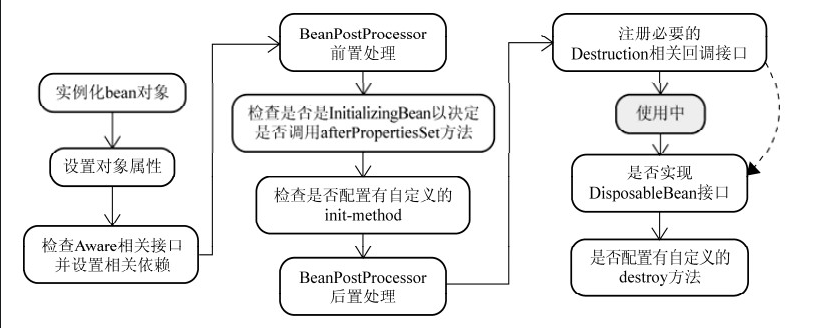 实例化bean对象
设置对象属性
检查Aware相关接口
并设置相关依赖
BeanPostProcessor
前置处理
检查是否是InitializingBean以决定
是否调用afterPropertiesSet方法
检查是否配置有自定义的
init-method
BeanPostProcessor
后置处理
注册必要的
Destruction相关回调接口
使用中
是否实现
DisposableBean接口
是否配置有自定义的
destroy方法